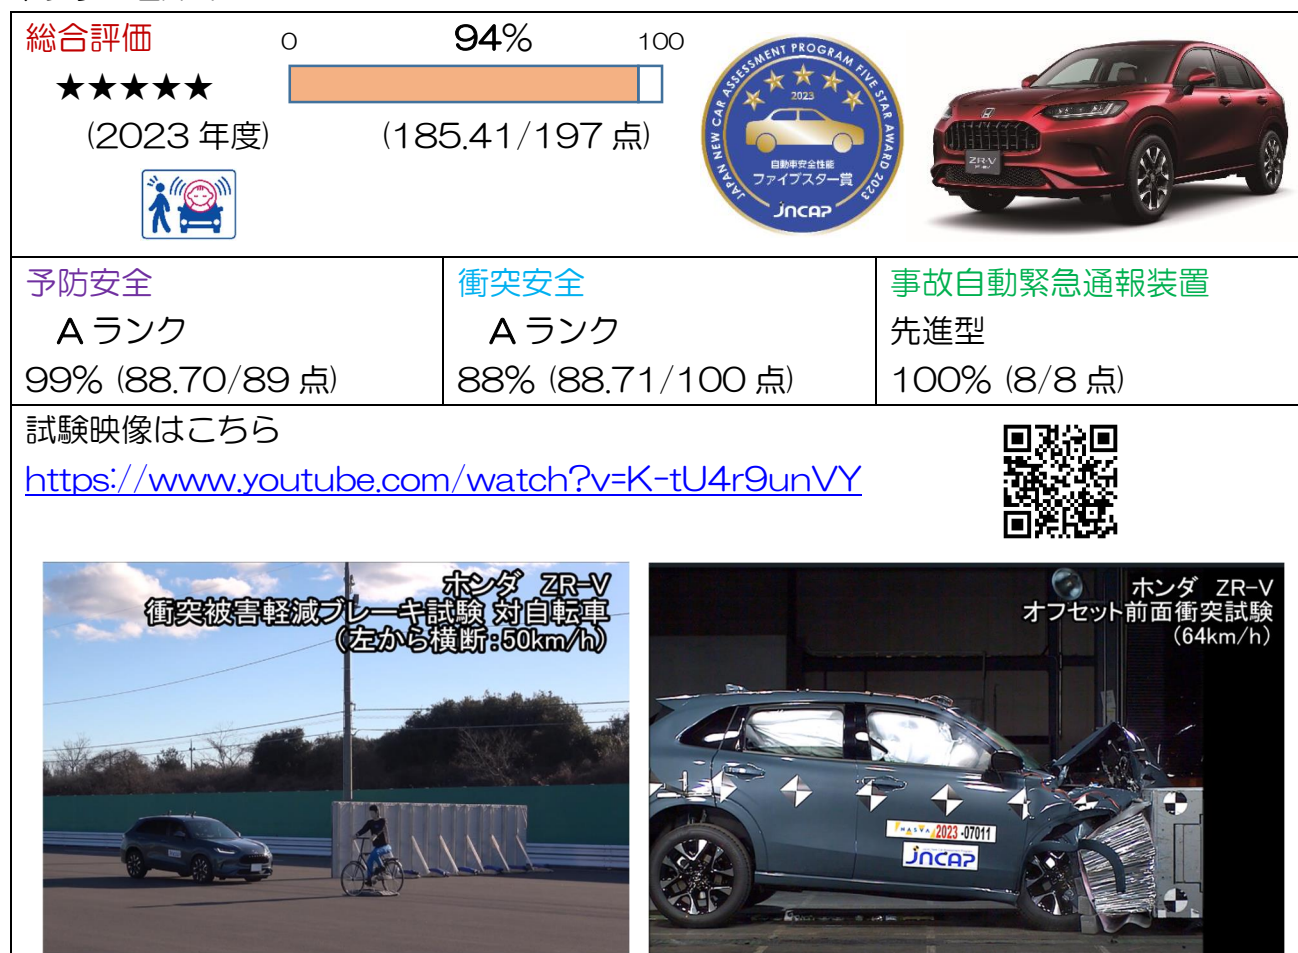 総合評価
0 94% 100
★★★★★
(2023 年度) (185.41/197 点)
JAPAN NEW CAR ASSESSMENT PROGRAM FIVE STAR AWARD 2023
2023
自動車安全性能
ファイブスター賞
JNCAP
ZR-V
予防安全
A ランク
99% (88.70/89 点)
衝突安全
A ランク
88% (88.71/100 点)
事故自動緊急通報装置
先進型
100% (8/8 点)
試験映像はこちら
https://www.youtube.com/watch?v=K-tU4r9unVY
ホンダ ZR-V
衝突被害軽減ブレーキ試験 対自転車
(左から横断:50km/h)
ホンダ ZR-V
オフセット前面衝突試験
(64km/h)
NASVA 2023-07011
JNCAP